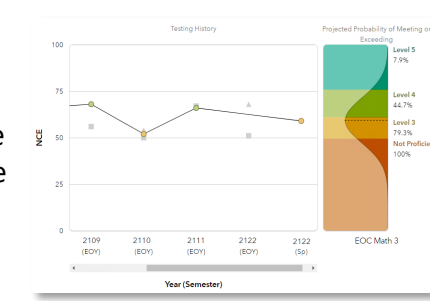 Testing History
Projected Probability of Meeting or
Exceeding
100
75
50
25
0
NCE
2109
(EOY)
2110
(EOY)
2111
(EOY)
2122
(EOY)
2122
(Sp)
Year (Semester)
Level 5
7.9%
Level 4
44.7%
Level 3
79.3%
Not Proficie
100%
EOC Math 3
e
e